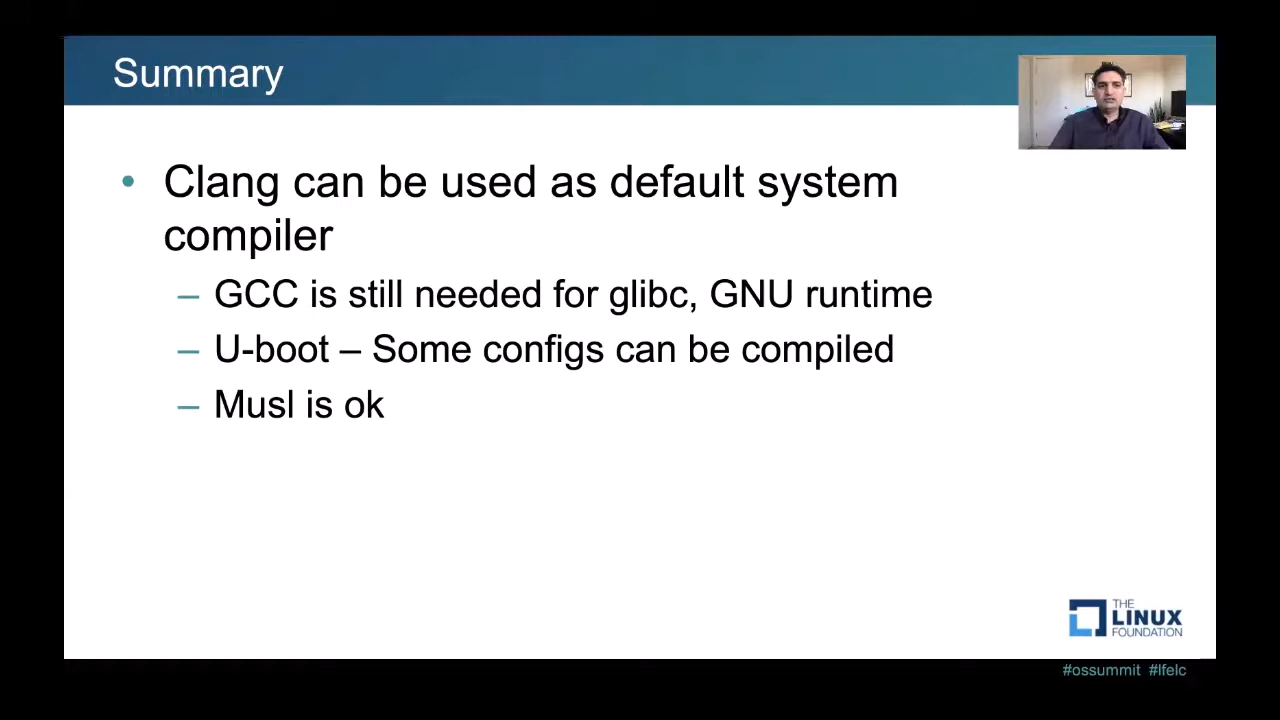 Summary
• Clang can be used as default system
compiler
– GCC is still needed for glibc, GNU runtime
– U-boot – Some configs can be compiled
– Musl is ok
THE
LINUX
FOUNDATION
#ossummit #lfelc